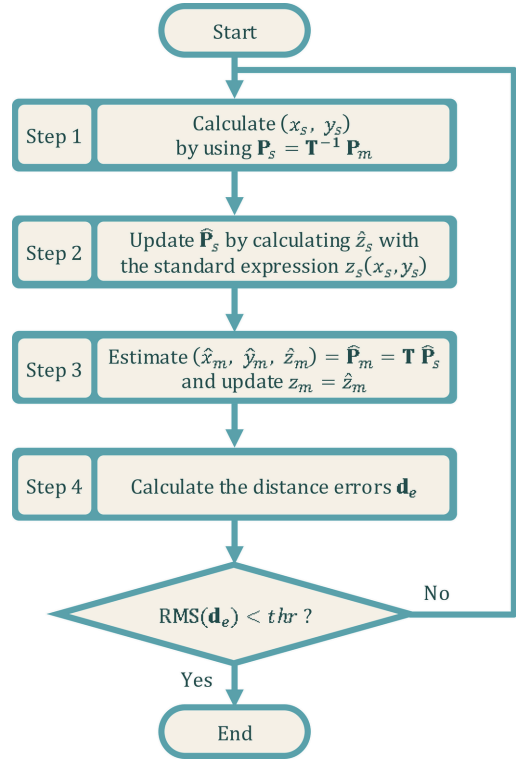 Start
Step 1
Calculate (x_s, y_s)
by using P_s = T⁻¹ P_m
Step 2
Update P̂_s by calculating ẑ_s with
the standard expression z_s(x_s, y_s)
Step 3
Estimate (x̂_m, ŷ_m, ẑ_m) = P̂_m = T P̂_s
and update z_m = ẑ_m
Step 4
Calculate the distance errors d_e
RMS(d_e) < thr ?
No
Yes
End